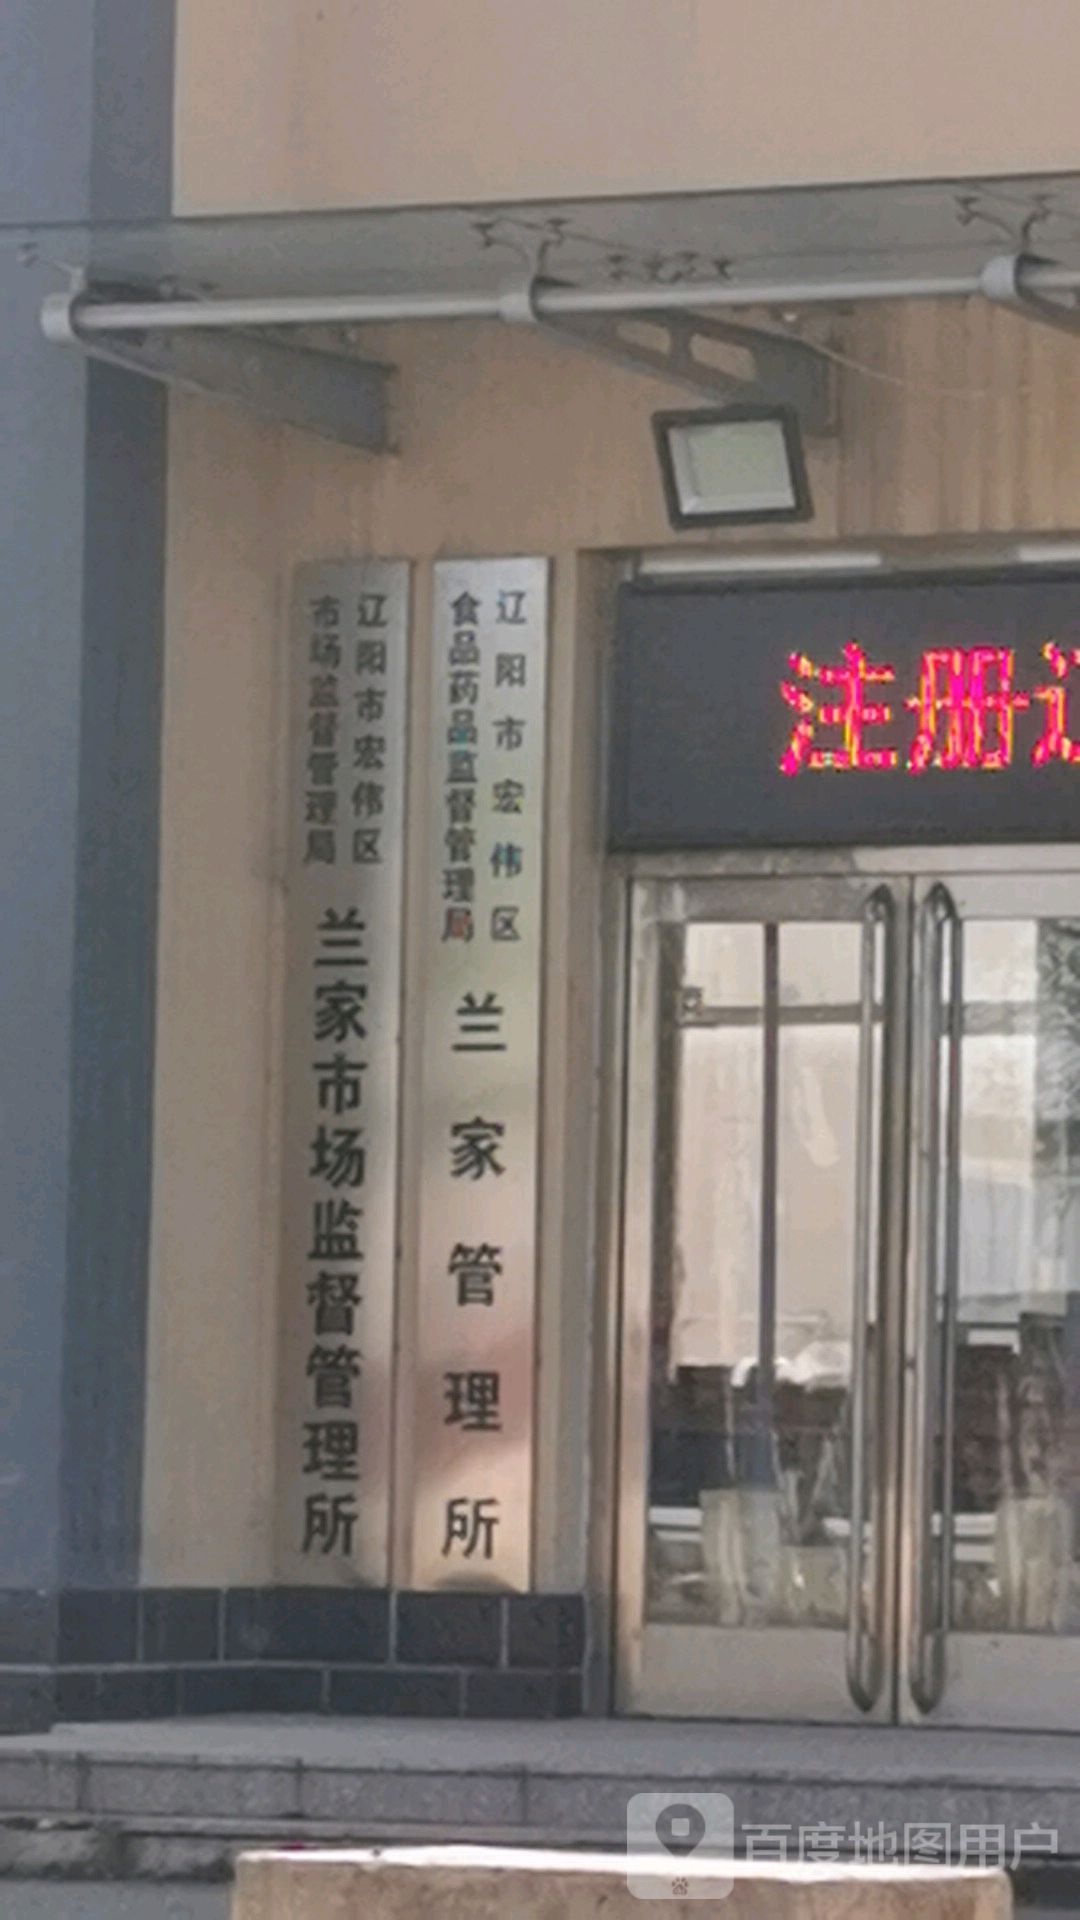 辽阳市宏伟区
市场监督管理局
兰家市场监督管理所
辽阳市宏伟区
食品药品监督管理局
兰家管理所
注册
百度地图用户